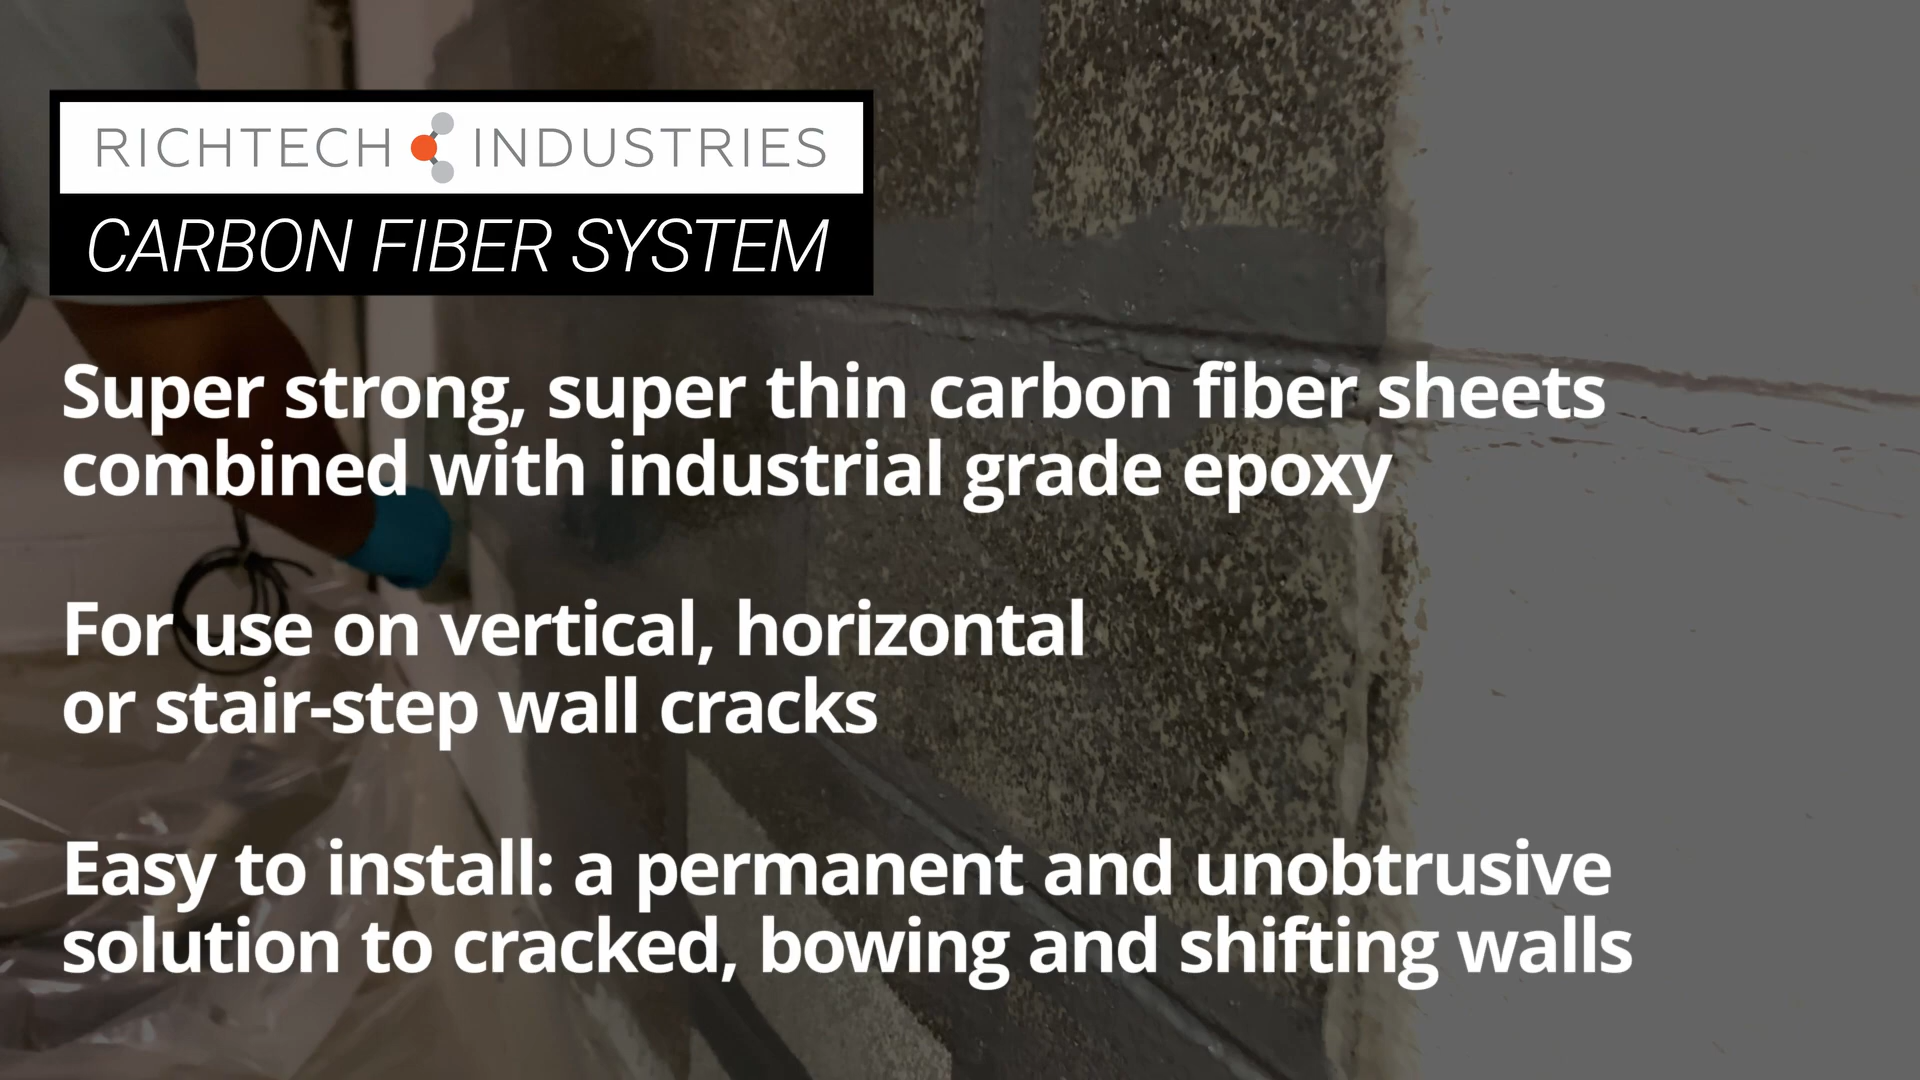 RICHTECH INDUSTRIES
CARBON FIBER SYSTEM
Super strong, super thin carbon fiber sheets
combined with industrial grade epoxy
For use on vertical, horizontal
or stair-step wall cracks
Easy to install: a permanent and unobtrusive
solution to cracked, bowing and shifting walls